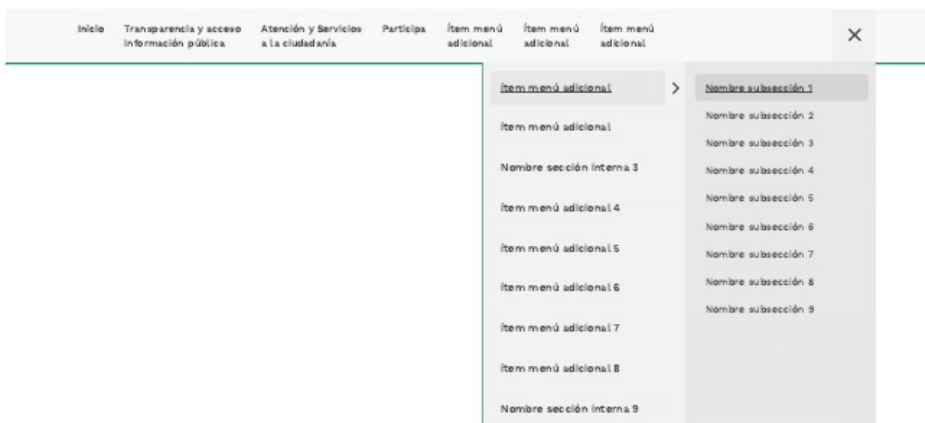 Inicio
Transparencia y acceso
información pública
Atención y Servicios
a la ciudadanía
Participa
Ítem menú
adicional
Ítem menú
adicional
Ítem menú
adicional
Ítem menú adicional
Ítem menú adicional
Nombre sección interna 3
Ítem menú adicional 4
Ítem menú adicional 5
Ítem menú adicional 6
Ítem menú adicional 7
Ítem menú adicional 8
Nombre sección interna 9
Nombre subsección 1
Nombre subsección 2
Nombre subsección 3
Nombre subsección 4
Nombre subsección 5
Nombre subsección 6
Nombre subsección 7
Nombre subsección 8
Nombre subsección 9